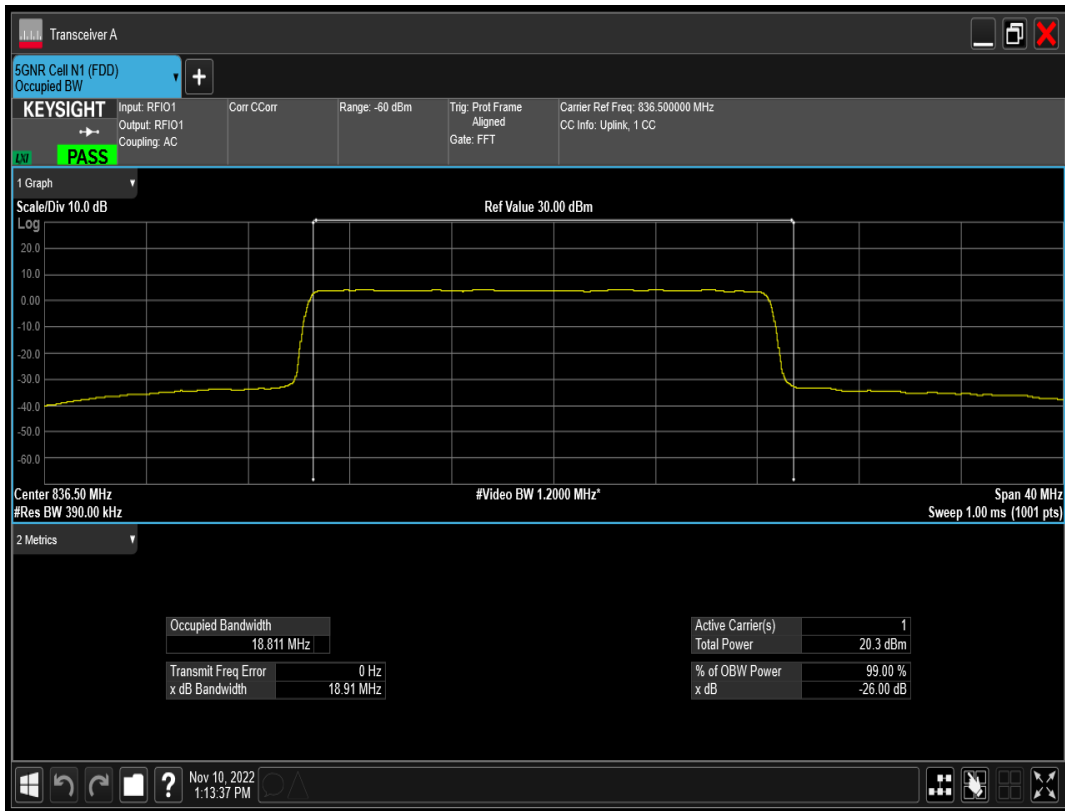 Transceiver A
5GNR Cell N1 (FDD)
Occupied BW
KEYSIGHT
LXI
PASS
Input: RFIO1
Output: RFIO1
Coupling: AC
Corr CCorr
Range: -60 dBm
Trig: Prot Frame
Aligned
Gate: FFT
Carrier Ref Freq: 836.500000 MHz
CC Info: Uplink, 1 CC
1 Graph
Scale/Div 10.0 dB
Ref Value 30.00 dBm
Log
20.0
10.0
0.00
-10.0
-20.0
-30.0
-40.0
-50.0
-60.0
Center 836.50 MHz
#Video BW 1.2000 MHz*
Span 40 MHz
#Res BW 390.00 kHz
Sweep 1.00 ms (1001 pts)
2 Metrics
Occupied Bandwidth
18.811 MHz
Transmit Freq Error 0 Hz
x dB Bandwidth 18.91 MHz
Active Carrier(s) 1
Total Power 20.3 dBm
% of OBW Power 99.00 %
x dB -26.00 dB
?
Nov 10, 2022
1:13:37 PM